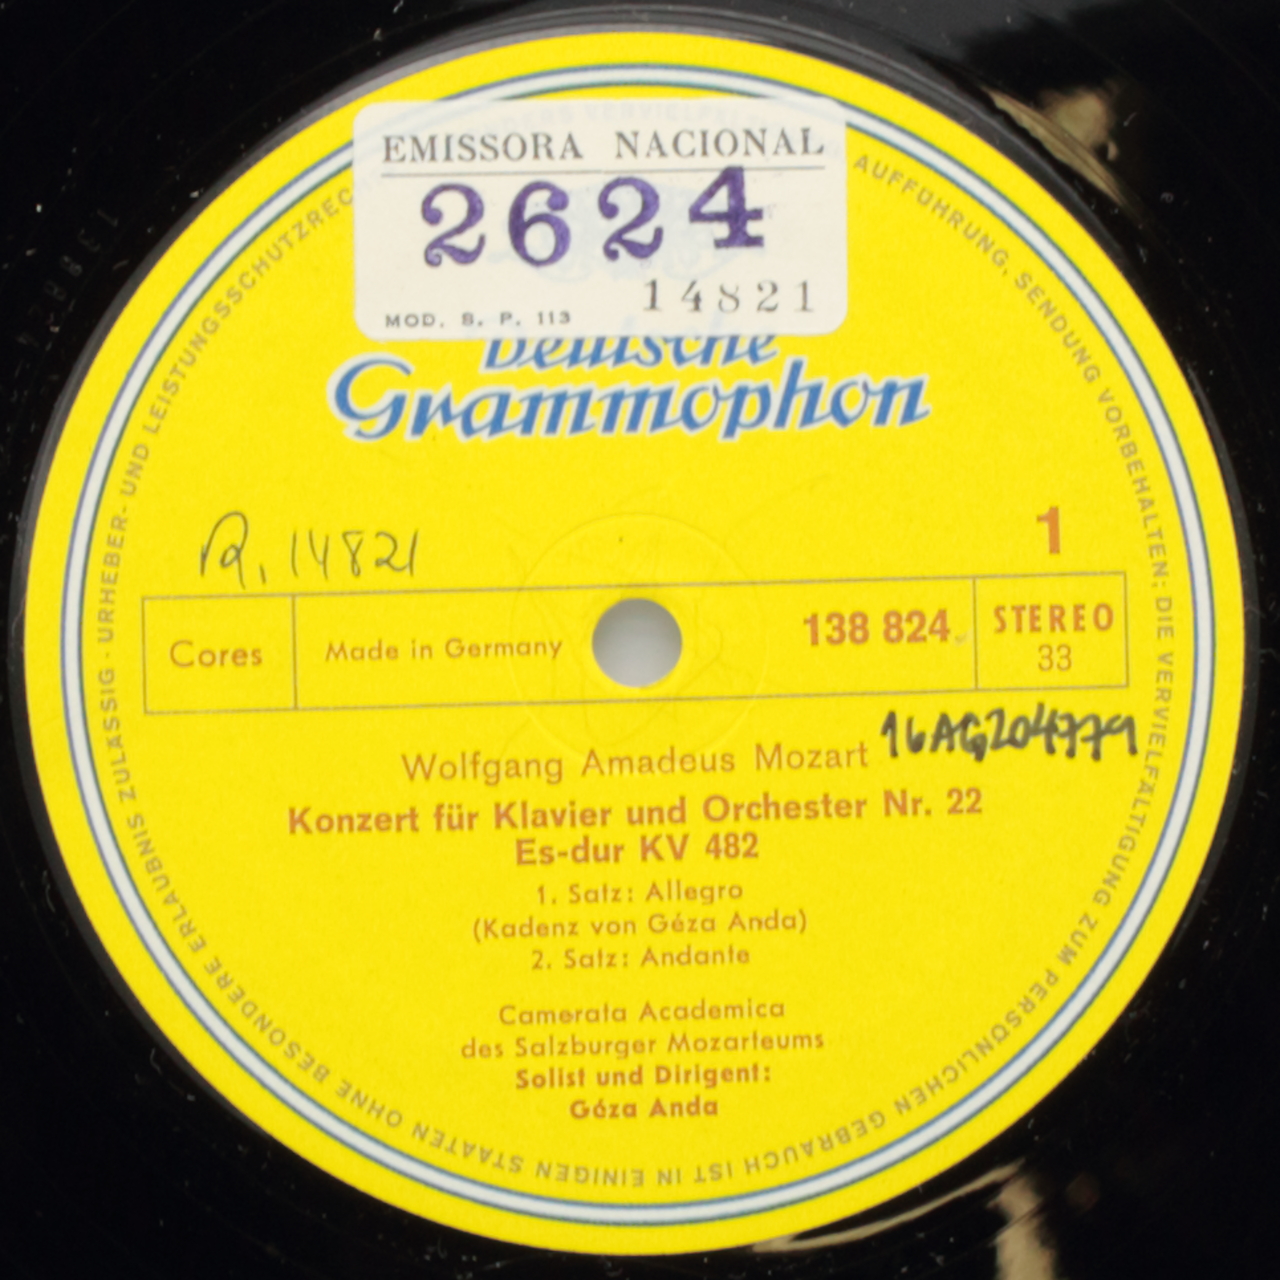 EMISSORA NACIONAL
2624
14821
MOD. S. P. 113
Deutsche
Grammophon
R. 14821
1
Cores
Made in Germany
138 824
STEREO
33
16AG204779
Wolfgang Amadeus Mozart
Konzert für Klavier und Orchester Nr. 22
Es-dur KV 482
1. Satz: Allegro
(Kadenz von Géza Anda)
2. Satz: Andante
Camerata Academica
des Salzburger Mozarteums
Solist und Dirigent:
Géza Anda
AUFFÜHRUNG, SENDUNG VORBEHALTEN; DIE VERVIELFÄLTIGUNG ZUM PERSÖNLICHEN GEBRAUCH IST IN EINIGEN STAATEN OHNE BESONDERE ERLAUBNIS ZULÄSSIG · URHEBER- UND LEISTUNGSSCHUTZREC